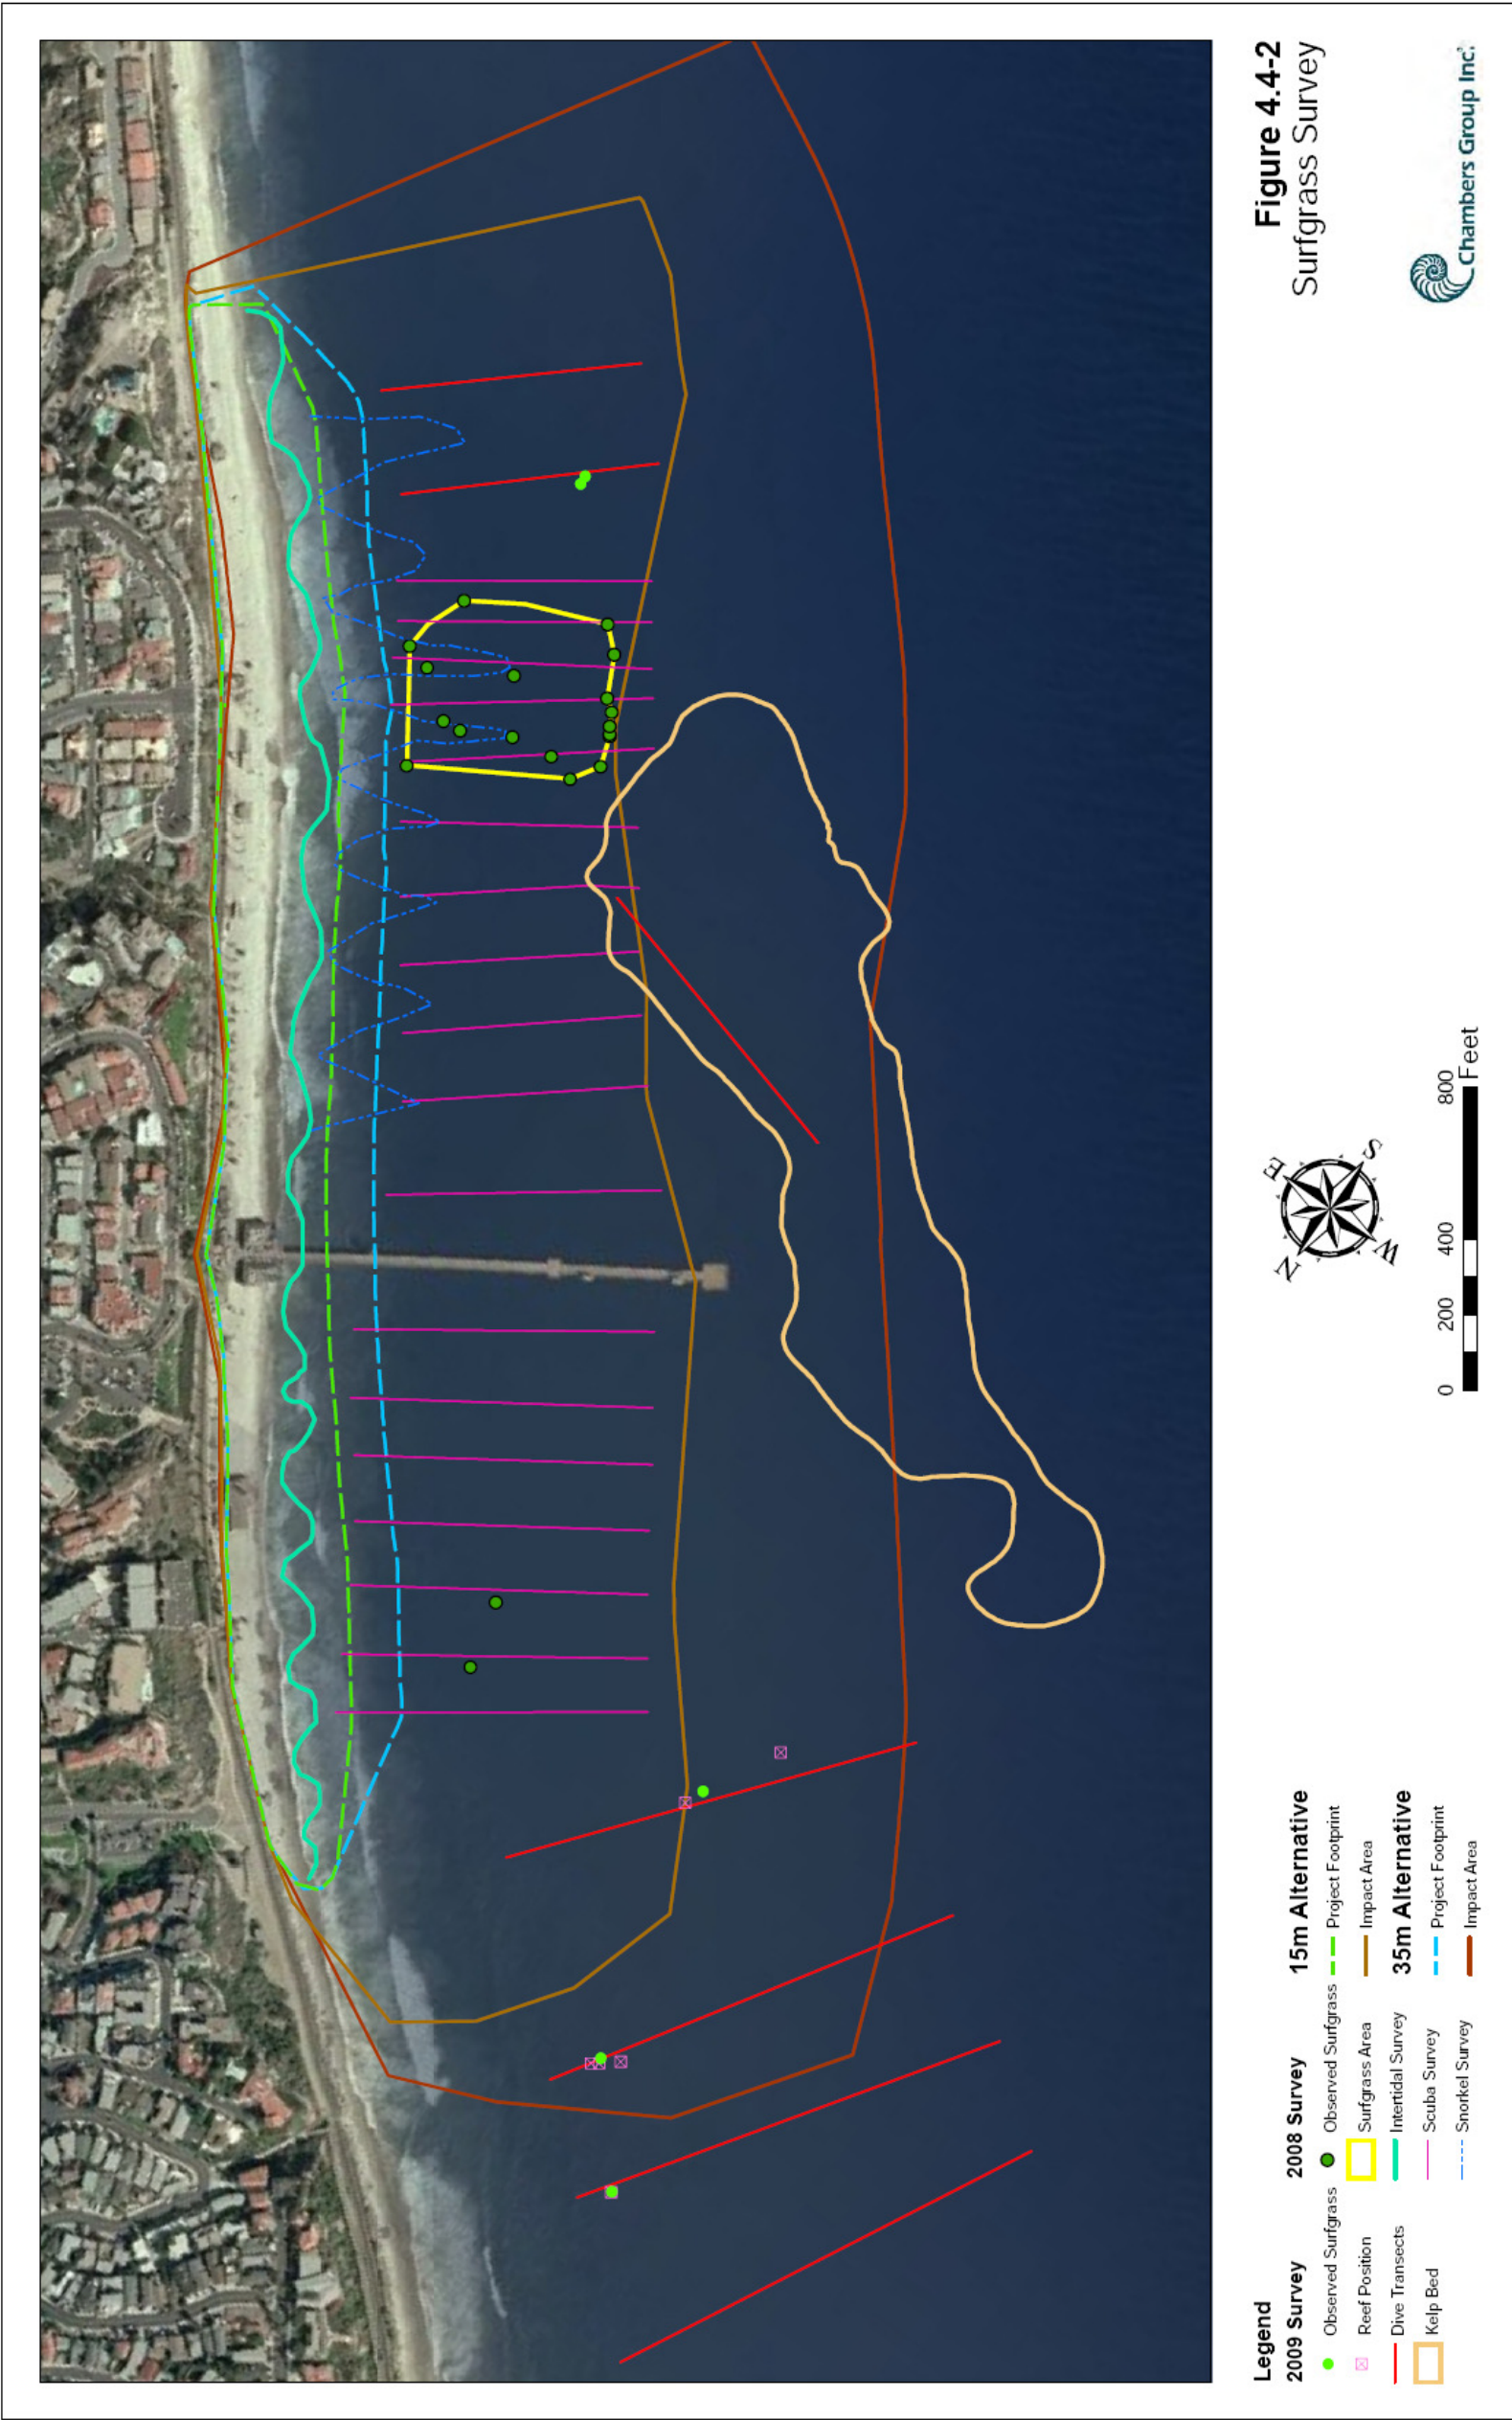 Figure 4.4-2
Surfgrass Survey
Chambers Group Inc.
N
E
S
W
0 200 400 800
Feet
Legend
2009 Survey
Observed Surfgrass
Reef Position
Dive Transects
Kelp Bed
2008 Survey
Observed Surfgrass
Surfgrass Area
Intertidal Survey
Scuba Survey
Snorkel Survey
15m Alternative
Project Footprint
Impact Area
35m Alternative
Project Footprint
Impact Area